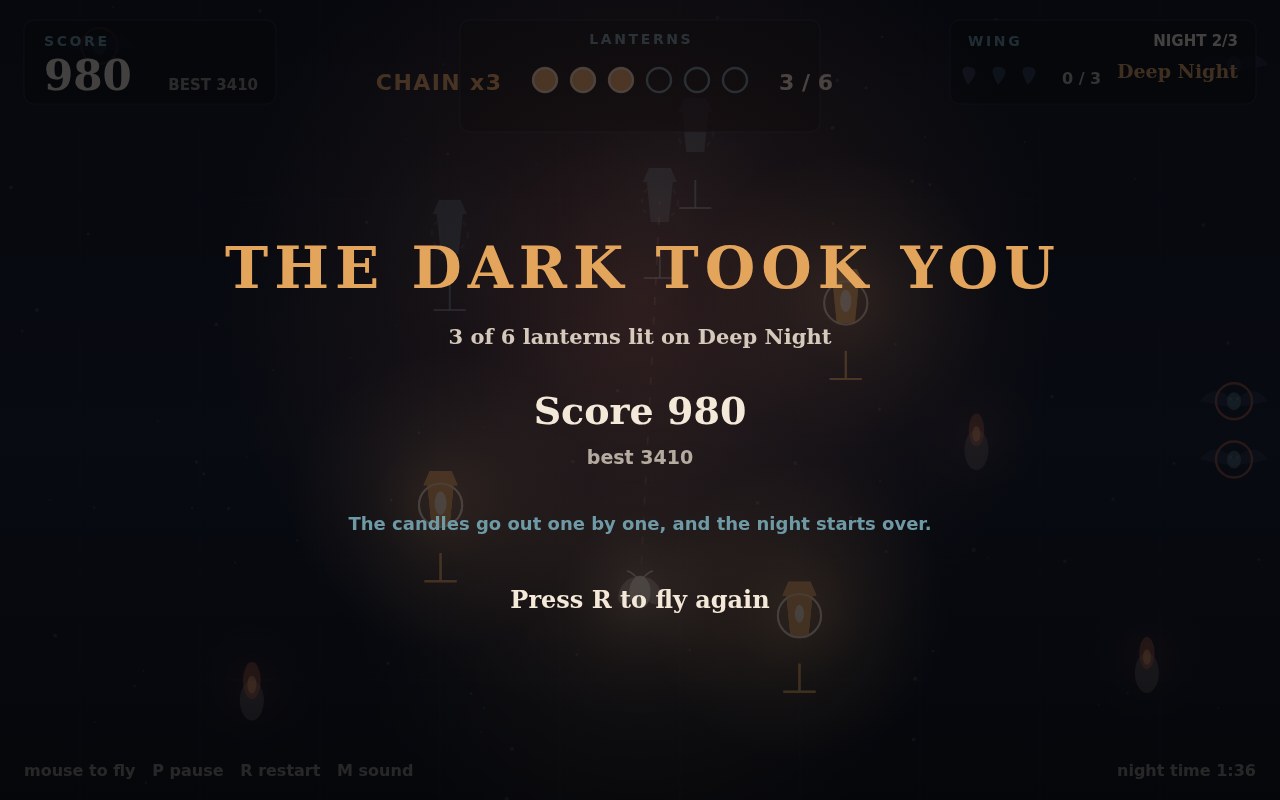 SCORE
980 BEST 3410
LANTERNS
CHAIN x3 3 / 6
WING NIGHT 2/3
0 / 3 Deep Night
THE DARK TOOK YOU
3 of 6 lanterns lit on Deep Night
Score 980
best 3410
The candles go out one by one, and the night starts over.
Press R to fly again
mouse to fly P pause R restart M sound
night time 1:36